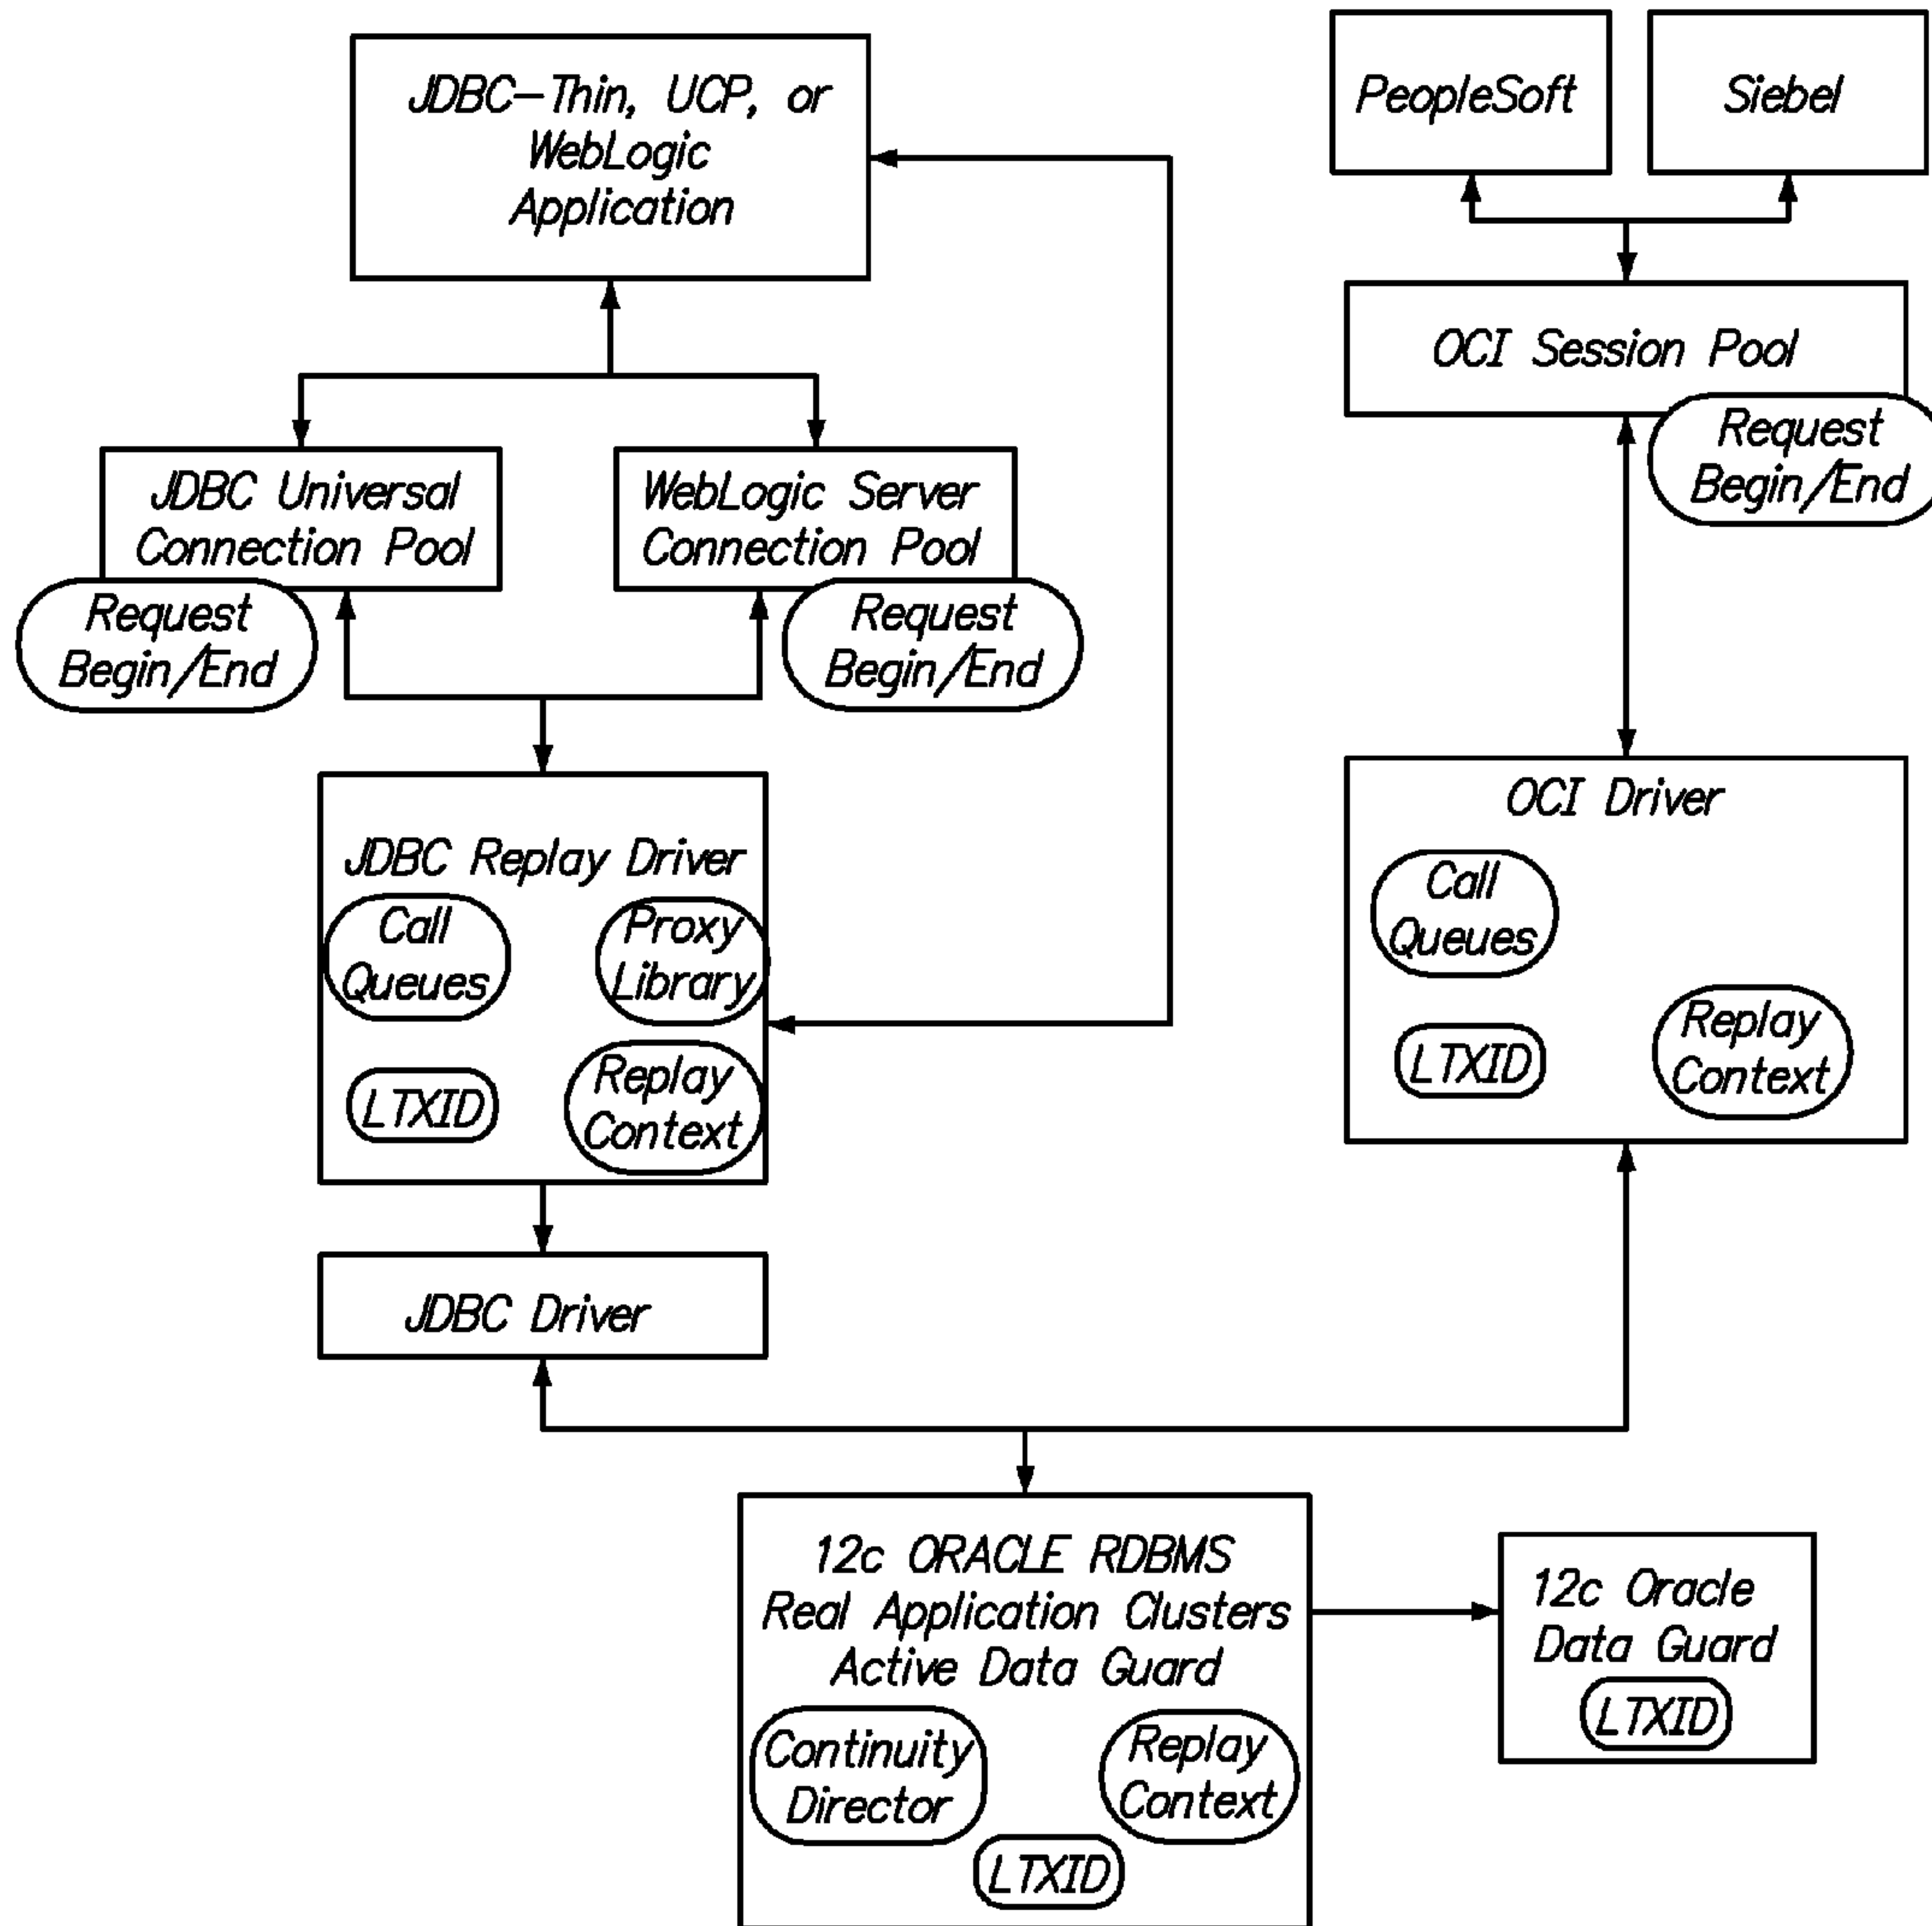 JDBC-Thin, UCP, or
WebLogic
Application
PeopleSoft
Siebel
OCI Session Pool
Request
Begin/End
JDBC Universal
Connection Pool
Request
Begin/End
WebLogic Server
Connection Pool
Request
Begin/End
JDBC Replay Driver
Call
Queues
Proxy
Library
LTXID
Replay
Context
OCI Driver
Call
Queues
LTXID
Replay
Context
JDBC Driver
12c ORACLE RDBMS
Real Application Clusters
Active Data Guard
Continuity
Director
Replay
Context
LTXID
12c Oracle
Data Guard
LTXID